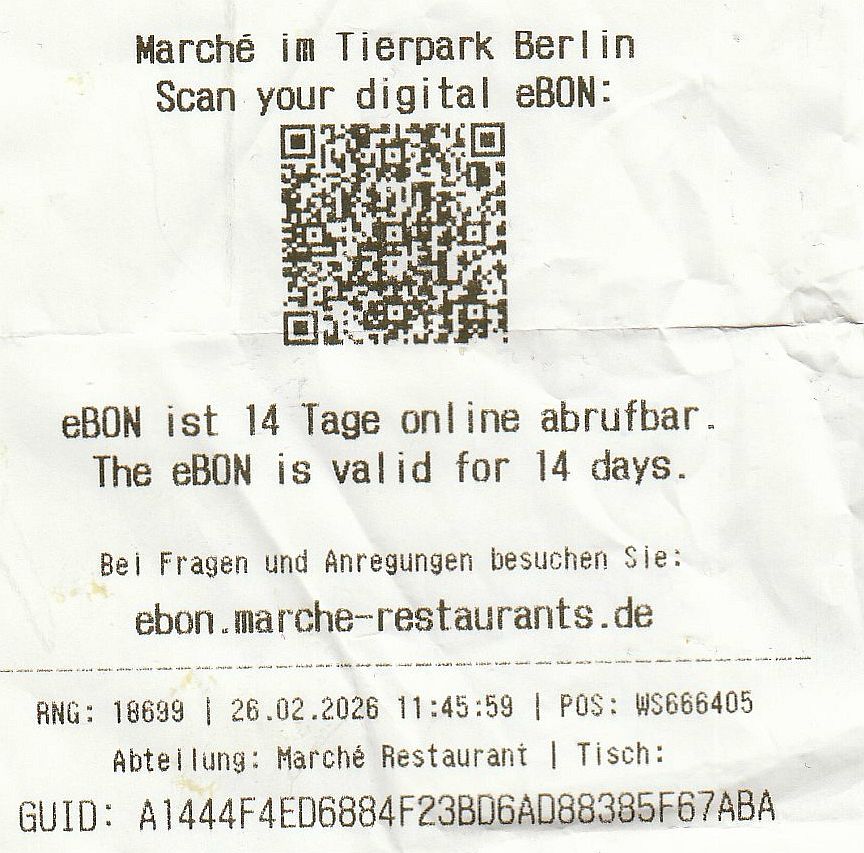 Marché im Tierpark Berlin
Scan your digital eBON:
eBON ist 14 Tage online abrufbar.
The eBON is valid for 14 days.
Bei Fragen und Anregungen besuchen Sie:
ebon.marche-restaurants.de
RNG: 18699 | 26.02.2026 11:45:59 | POS: WS666405
Abteilung: Marché Restaurant | Tisch:
GUID: A1444F4ED6884F23BD6AD88385F67ABA